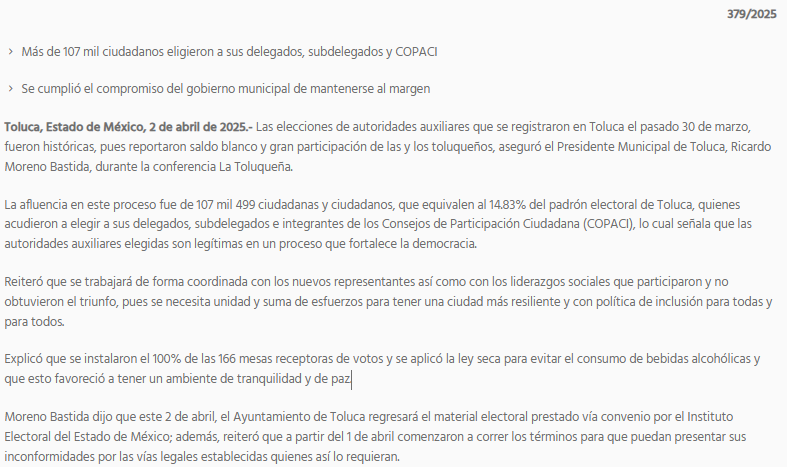 379/2025
› Más de 107 mil ciudadanos eligieron a sus delegados, subdelegados y COPACI
› Se cumplió el compromiso del gobierno municipal de mantenerse al margen
Toluca, Estado de México, 2 de abril de 2025.- Las elecciones de autoridades auxiliares que se registraron en Toluca el pasado 30 de marzo,
fueron históricas, pues reportaron saldo blanco y gran participación de las y los toluqueños, aseguró el Presidente Municipal de Toluca, Ricardo
Moreno Bastida, durante la conferencia La Toluqueña.
La afluencia en este proceso fue de 107 mil 499 ciudadanas y ciudadanos, que equivalen al 14.83% del padrón electoral de Toluca, quienes
acudieron a elegir a sus delegados, subdelegados e integrantes de los Consejos de Participación Ciudadana (COPACI), lo cual señala que las
autoridades auxiliares elegidas son legítimas en un proceso que fortalece la democracia.
Reiteró que se trabajará de forma coordinada con los nuevos representantes así como con los liderazgos sociales que participaron y no
obtuvieron el triunfo, pues se necesita unidad y suma de esfuerzos para tener una ciudad más resiliente y con política de inclusión para todas y
para todos.
Explicó que se instalaron el 100% de las 166 mesas receptoras de votos y se aplicó la ley seca para evitar el consumo de bebidas alcohólicas y
que esto favoreció a tener un ambiente de tranquilidad y de paz.
Moreno Bastida dijo que este 2 de abril, el Ayuntamiento de Toluca regresará el material electoral prestado vía convenio por el Instituto
Electoral del Estado de México; además, reiteró que a partir del 1 de abril comenzaron a correr los términos para que puedan presentar sus
inconformidades por las vías legales establecidas quienes así lo requieran.